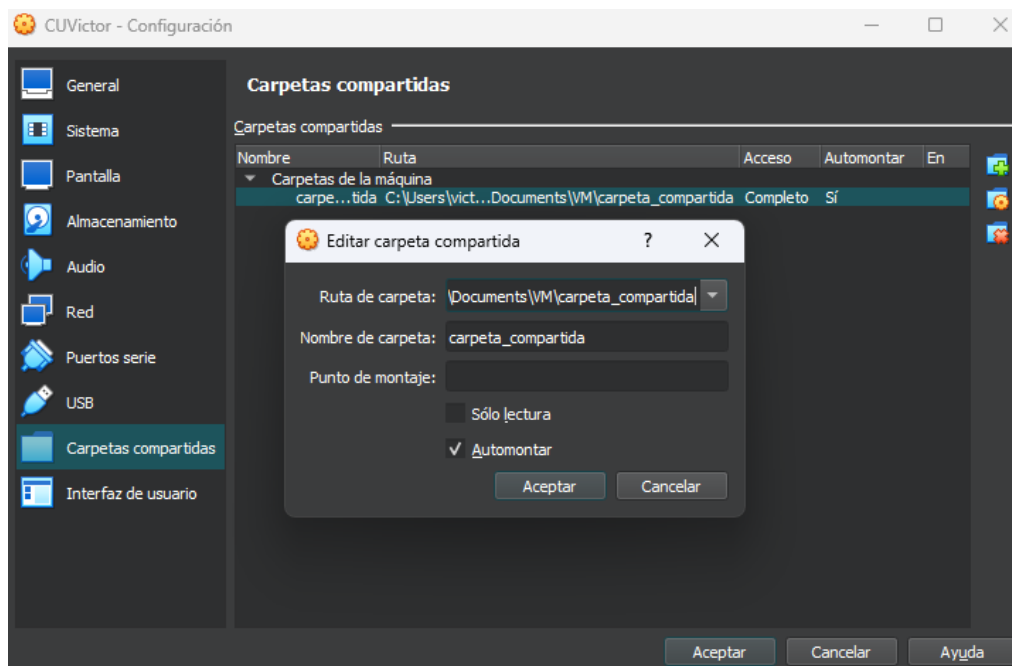 CUVictor - Configuración
General
Sistema
Pantalla
Almacenamiento
Audio
Red
Puertos serie
USB
Carpetas compartidas
Interfaz de usuario
Carpetas compartidas
Carpetas compartidas
Nombre Ruta Acceso Automontar En
Carpetas de la máquina
carpe...tida C:\Users\vict...Documents\VM\carpeta_compartida Completo Sí
Editar carpeta compartida ?
Ruta de carpeta: \Documents\VM\carpeta_compartida
Nombre de carpeta: carpeta_compartida
Punto de montaje:
Sólo lectura
Automontar
Aceptar Cancelar
Aceptar Cancelar Ayuda